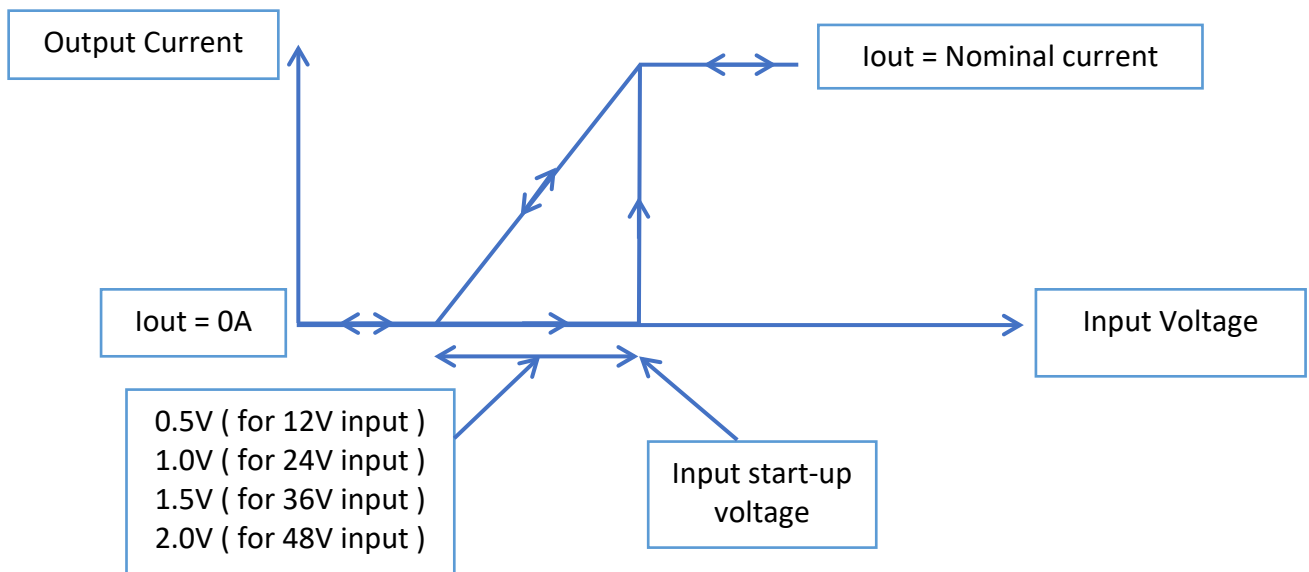 Output Current
Iout = Nominal current
Iout = 0A
Input Voltage
0.5V ( for 12V input )
1.0V ( for 24V input )
1.5V ( for 36V input )
2.0V ( for 48V input )
Input start-up
voltage